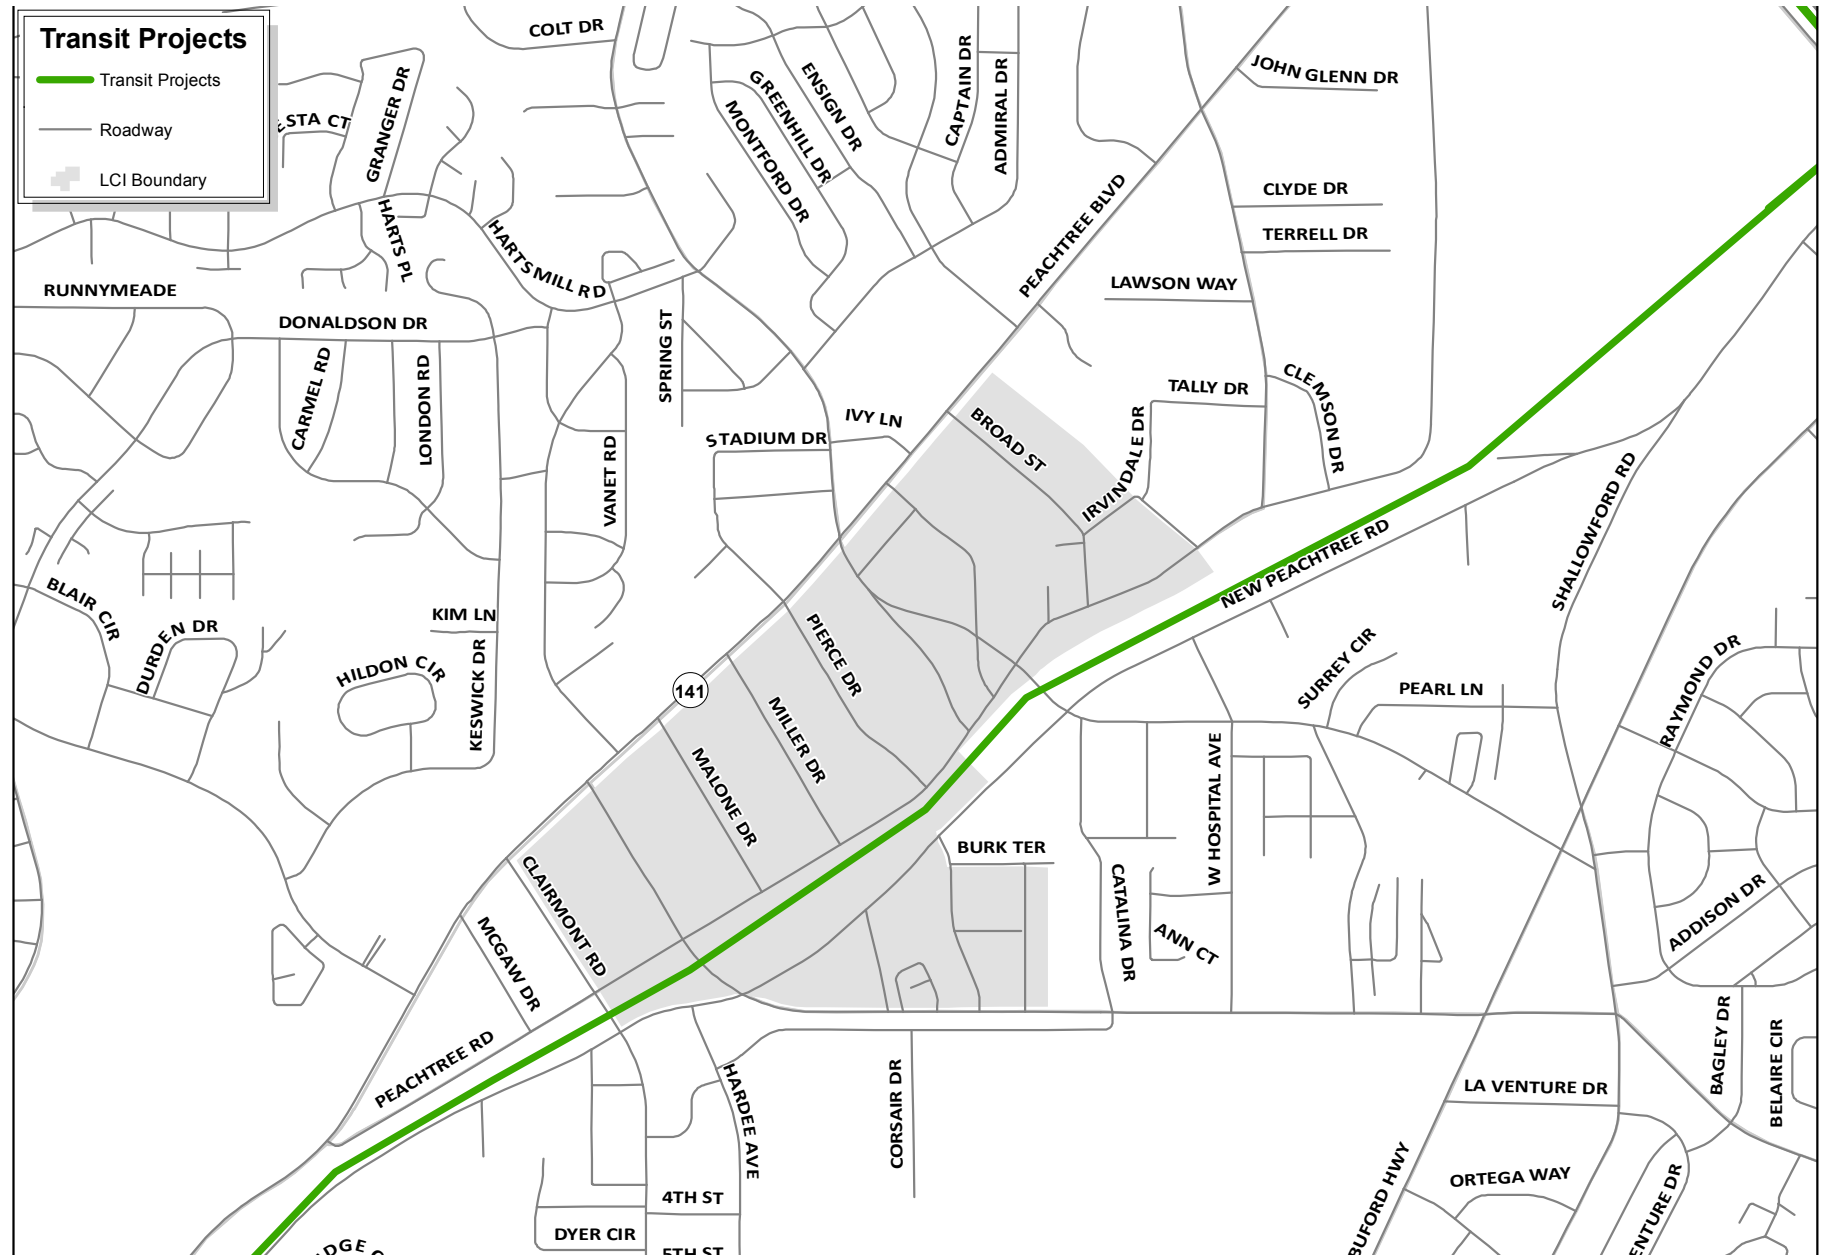 Transit Projects
Transit Projects
Roadway
LCI Boundary
COLT DR
GRANGER DR
ESTA CT
HARTS PL
HARTS MILL RD
MONTFORD DR
GREENHILL DR
ENSIGN DR
CAPTAIN DR
ADMIRAL DR
JOHN GLENN DR
PEACHTREE BLVD
CLYDE DR
TERRELL DR
LAWSON WAY
RUNNYMEADE
DONALDSON DR
CARMEL RD
LONDON RD
SPRING ST
VANET RD
STADIUM DR
IVY LN
BROAD ST
IRVINDALE DR
TALLY DR
CLEMSON DR
NEW PEACHTREE RD
SHALLOWFORD RD
BLAIR CIR
DURDEN DR
HILDON CIR
KIM LN
KESWICK DR
141
PIERCE DR
MILLER DR
MALONE DR
CLAIRMONT RD
MCGAW DR
PEACHTREE RD
SURREY CIR
PEARL LN
RAYMOND DR
W HOSPITAL AVE
BURK TER
CATALINA DR
ANN CT
ADDISON DR
BAGLEY DR
BELAIRE CIR
LA VENTURE DR
ORTEGA WAY
BUFORD HWY
ENTURE DR
HARDEE AVE
CORSAIR DR
4TH ST
DYER CIR
5TH ST